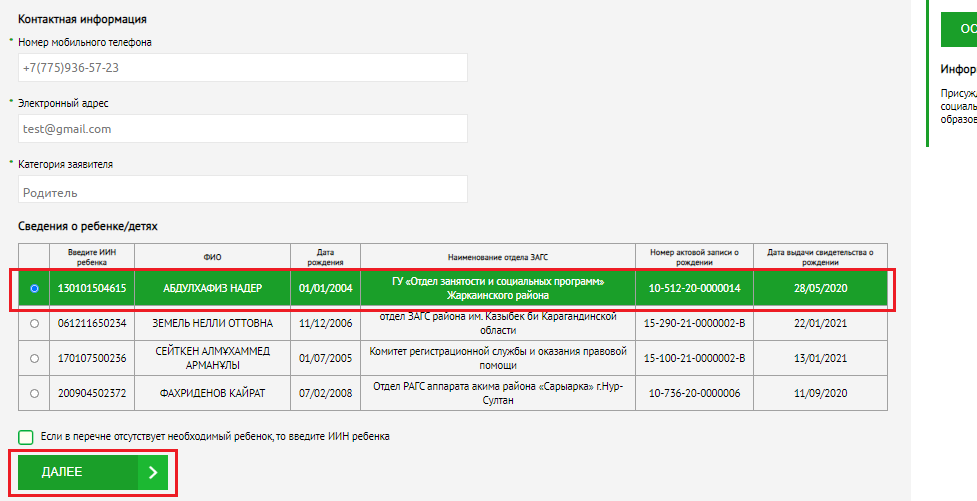 Контактная информация
* Номер мобильного телефона
+7(775)936-57-23
* Электронный адрес
test@gmail.com
* Категория заявителя
Родитель
Сведения о ребенке/детях
Введите ИИН ребенка ФИО Дата рождения Наименование отдела ЗАГС Номер актовой записи о рождении Дата выдачи свидетельства о рождении
130101504615 АБДУЛХАФИЗ НАДЕР 01/01/2004 ГУ «Отдел занятости и социальных программ» Жаркаинского района 10-512-20-0000014 28/05/2020
061211650234 ЗЕМЕЛЬ НЕЛЛИ ОТТОВНА 11/12/2006 отдел ЗАГС района им. Казыбек би Карагандинской области 15-290-21-0000002-В 22/01/2021
170107500236 СЕЙТКЕН АЛМҰХАММЕД АРМАНҰЛЫ 01/07/2005 Комитет регистрационной службы и оказания правовой помощи 15-100-21-0000002-В 13/01/2021
200904502372 ФАХРИДЕНОВ КАЙРАТ 07/02/2008 Отдел РАГС аппарата акима района «Сарыарка» г.Нур-Султан 10-736-20-0000006 11/09/2020
Если в перечне отсутствует необходимый ребенок, то введите ИИН ребенка
ДАЛЕЕ